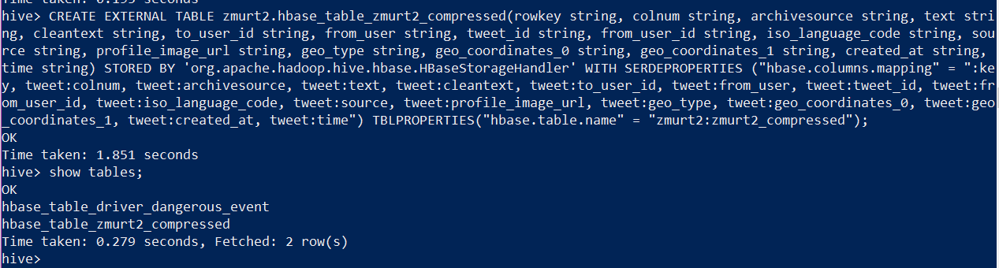 Time taken: 0.195 seconds
hive> CREATE EXTERNAL TABLE zmurt2.hbase_table_zmurt2_compressed(rowkey string, colnum string, archivesource string, text stri
ng, cleantext string, to_user_id string, from_user string, tweet_id string, from_user_id string, iso_language_code string, sou
rce string, profile_image_url string, geo_type string, geo_coordinates_0 string, geo_coordinates_1 string, created_at string,
time string) STORED BY 'org.apache.hadoop.hive.hbase.HBaseStorageHandler' WITH SERDEPROPERTIES ("hbase.columns.mapping" = ":ke
y, tweet:colnum, tweet:archivesource, tweet:text, tweet:cleantext, tweet:to_user_id, tweet:from_user, tweet:tweet_id, tweet:fr
om_user_id, tweet:iso_language_code, tweet:source, tweet:profile_image_url, tweet:geo_type, tweet:geo_coordinates_0, tweet:geo
_coordinates_1, tweet:created_at, tweet:time") TBLPROPERTIES("hbase.table.name" = "zmurt2:zmurt2_compressed");
OK
Time taken: 1.851 seconds
hive> show tables;
OK
hbase_table_driver_dangerous_event
hbase_table_zmurt2_compressed
Time taken: 0.279 seconds, Fetched: 2 row(s)
hive>